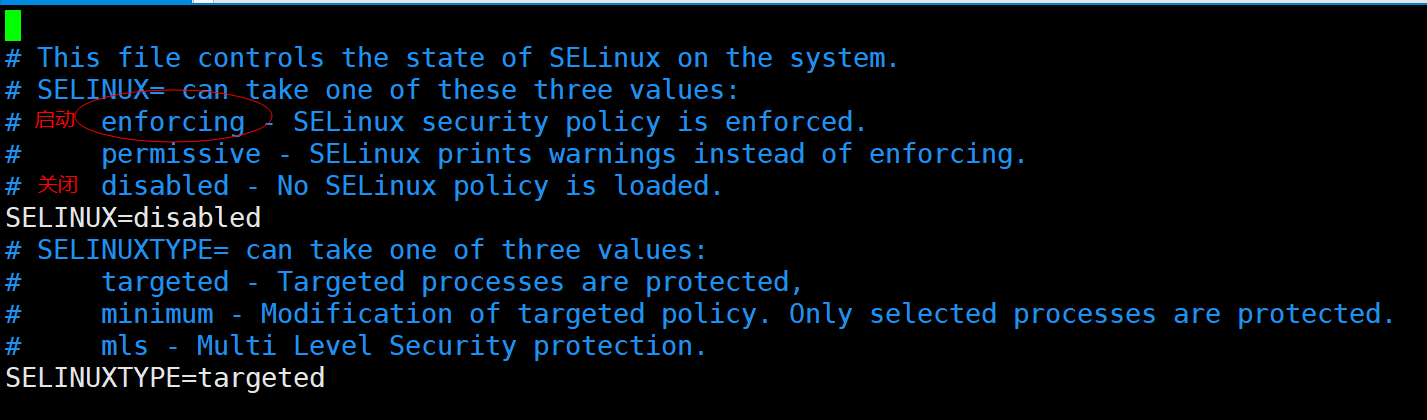 # This file controls the state of SELinux on the system.
# SELINUX= can take one of these three values:
# 启动 enforcing - SELinux security policy is enforced.
#     permissive - SELinux prints warnings instead of enforcing.
# 关闭 disabled - No SELinux policy is loaded.
SELINUX=disabled
# SELINUXTYPE= can take one of three values:
#     targeted - Targeted processes are protected,
#     minimum - Modification of targeted policy. Only selected processes are protected.
#     mls - Multi Level Security protection.
SELINUXTYPE=targeted